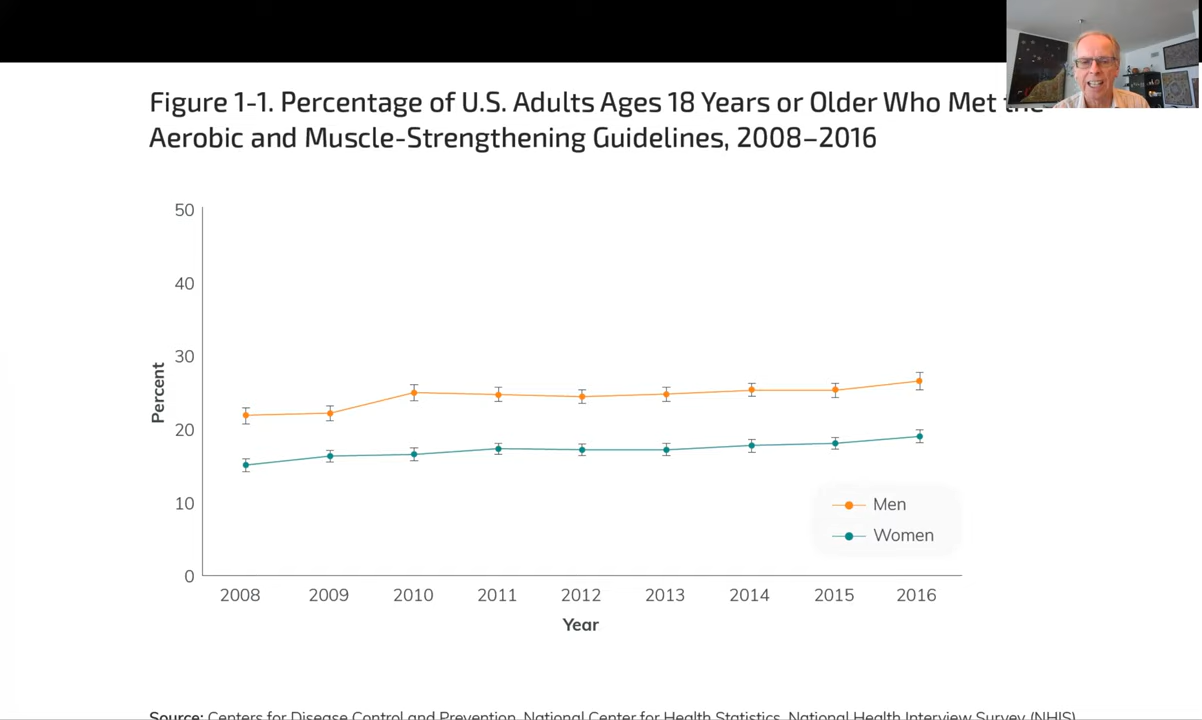 Figure 1-1. Percentage of U.S. Adults Ages 18 Years or Older Who Met the
Aerobic and Muscle-Strengthening Guidelines, 2008–2016
50
40
30
20
10
0
Percent
Men
Women
2008 2009 2010 2011 2012 2013 2014 2015 2016
Year
Source: Centers for Disease Control and Prevention, National Center for Health Statistics, National Health Interview Survey (NHIS)